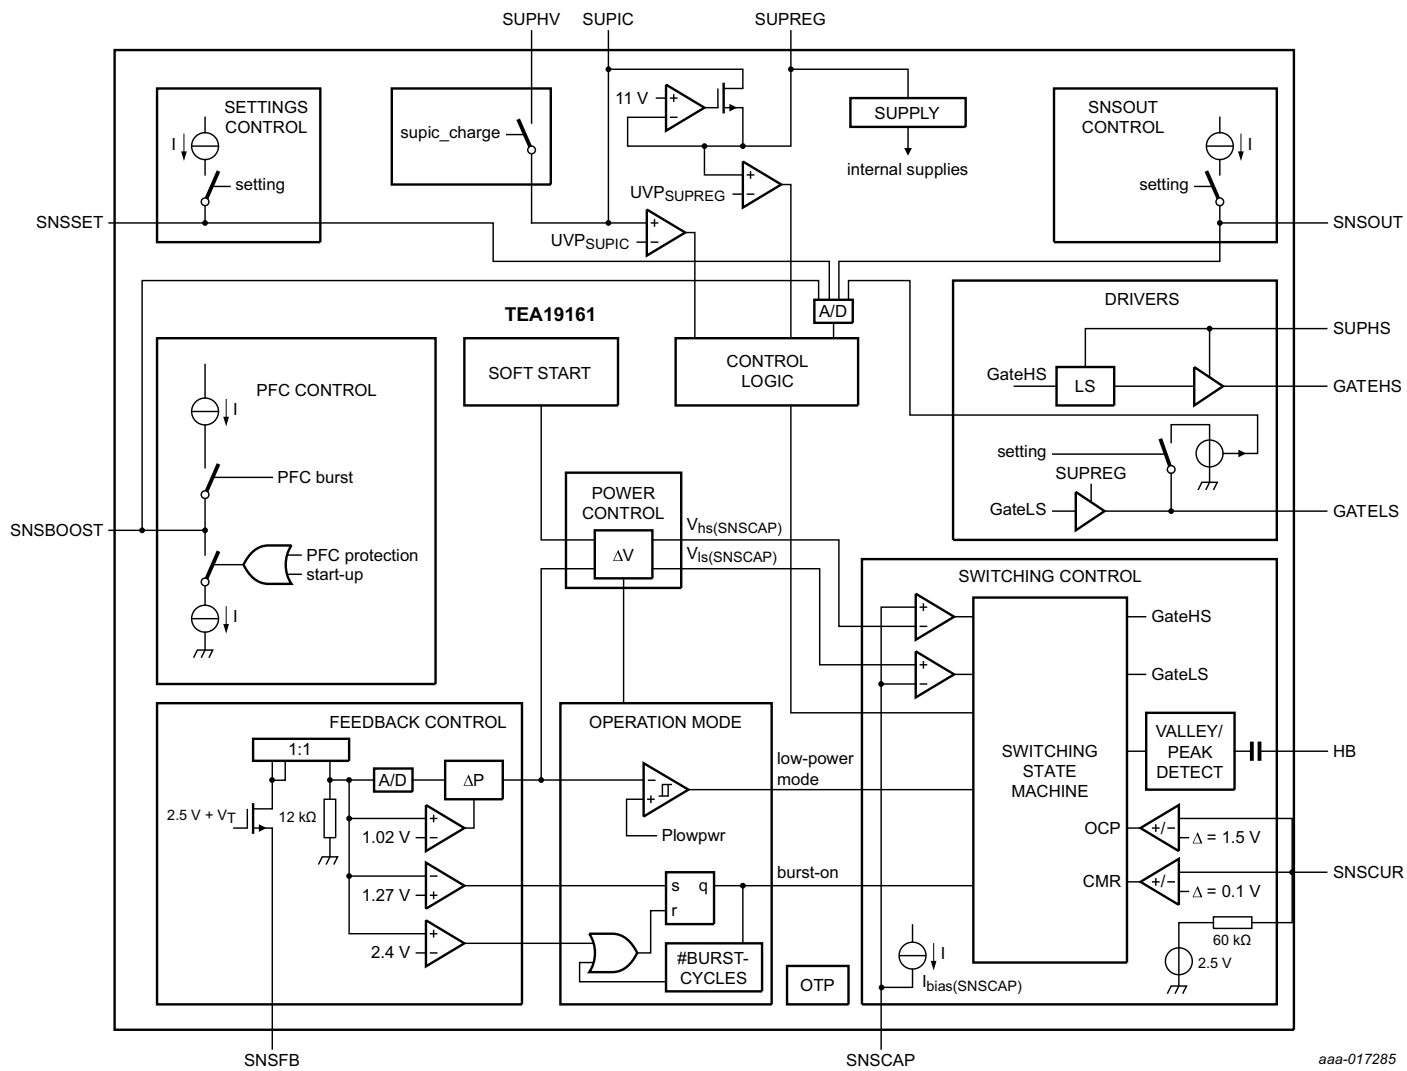 SUPHV
SUPIC
SUPREG
SETTINGS
CONTROL
I
setting
SNSSET
supic_charge
11 V
+
−
UVPSUPREG
+
−
UVPSUPIC
+
−
SUPPLY
internal supplies
SNSOUT
CONTROL
I
setting
SNSOUT
TEA19161
A/D
SOFT START
CONTROL
LOGIC
DRIVERS
SUPHS
GateHS
LS
GATEHS
setting
SUPREG
GateLS
GATELS
PFC CONTROL
I
PFC burst
SNSBOOST
PFC protection
start-up
I
POWER
CONTROL
ΔV
Vhs(SNSCAP)
Vls(SNSCAP)
SWITCHING CONTROL
+
−
+
−
GateHS
GateLS
SWITCHING
STATE
MACHINE
VALLEY/
PEAK
DETECT
HB
OCP
+/−
Δ = 1.5 V
CMR
+/−
Δ = 0.1 V
SNSCUR
60 kΩ
2.5 V
I
Ibias(SNSCAP)
FEEDBACK CONTROL
1:1
A/D
ΔP
2.5 V + VT
12 kΩ
1.02 V
+
−
1.27 V
−
+
2.4 V
+
−
OPERATION MODE
−
+
Plowpwr
low-power
mode
s
q
r
burst-on
#BURST-
CYCLES
OTP
SNSFB
SNSCAP
aaa-017285